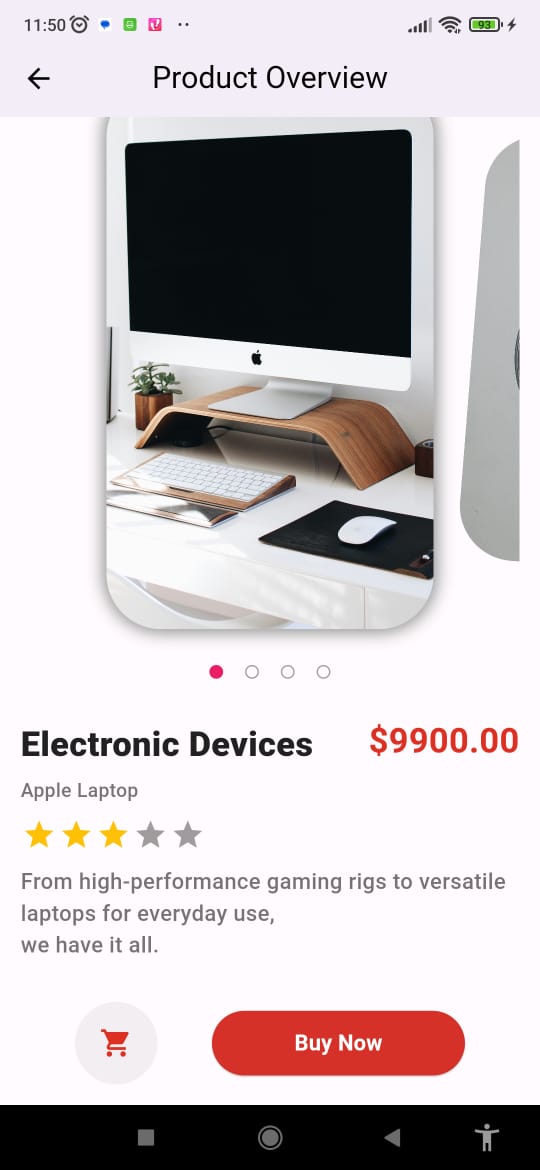 11:50
93
Product Overview
Electronic Devices
$9900.00
Apple Laptop
From high-performance gaming rigs to versatile
laptops for everyday use,
we have it all.
Buy Now